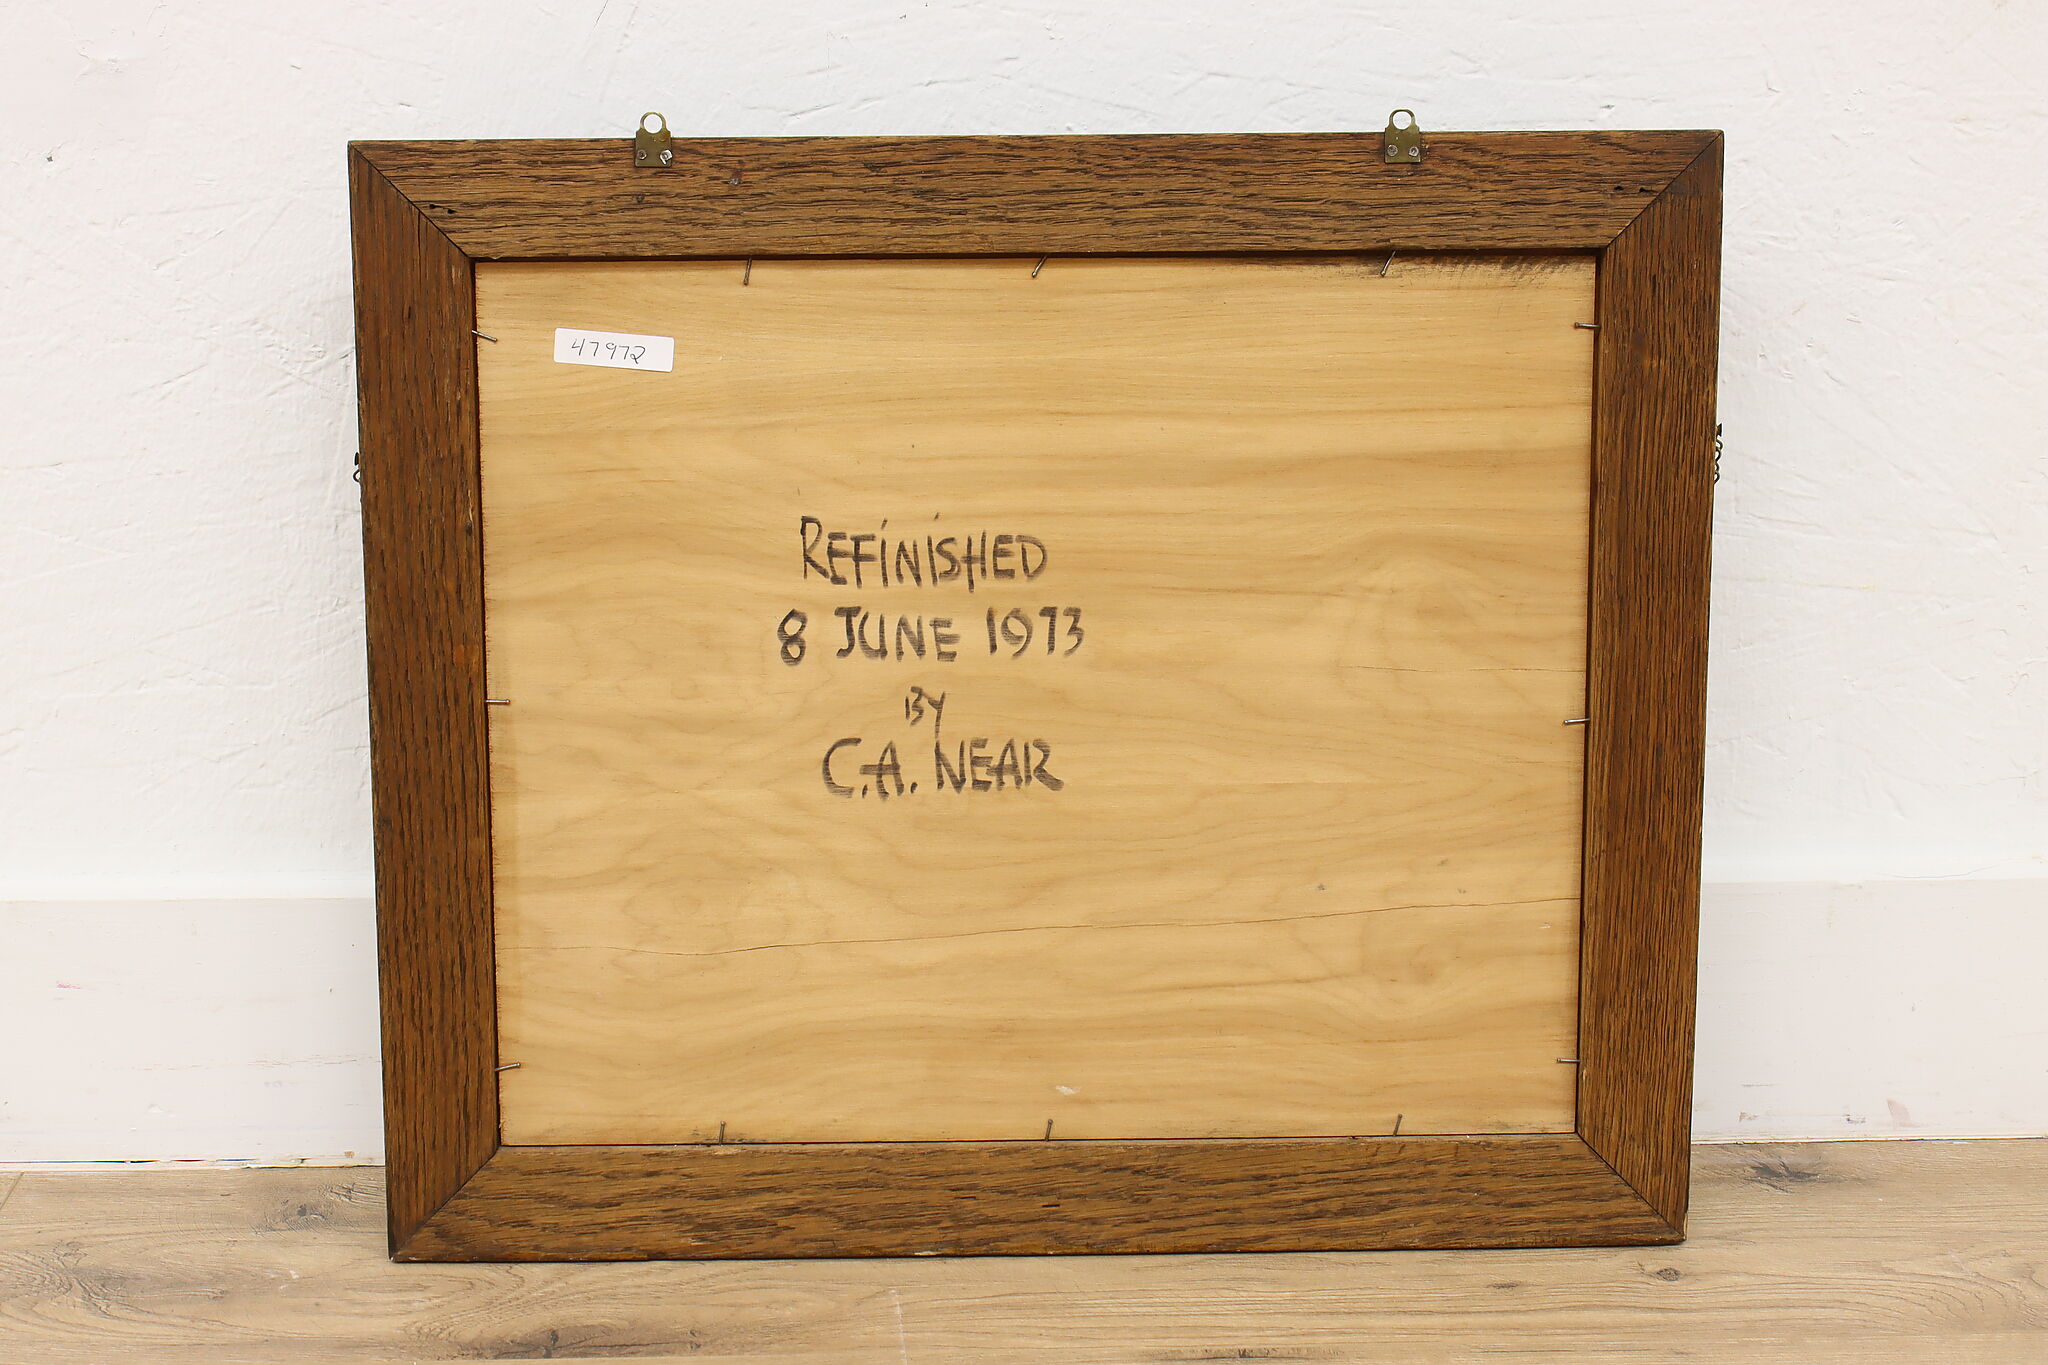 47972
REFINISHED
8 JUNE 1973
BY
C.A. NEAR